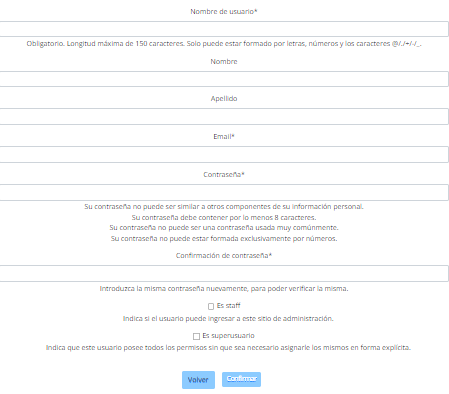 Nombre de usuario*
Obligatorio. Longitud máxima de 150 caracteres. Solo puede estar formado por letras, números y los caracteres @/./+/-/_.
Nombre
Apellido
Email*
Contraseña*
Su contraseña no puede ser similar a otros componentes de su información personal.
Su contraseña debe contener por lo menos 8 caracteres.
Su contraseña no puede ser una contraseña usada muy comúnmente.
Su contraseña no puede estar formada exclusivamente por números.
Confirmación de contraseña*
Introduzca la misma contraseña nuevamente, para poder verificar la misma.
Es staff
Indica si el usuario puede ingresar a este sitio de administración.
Es superusuario
Indica que este usuario posee todos los permisos sin que sea necesario asignarle los mismos en forma explícita.
Volver Confirmar